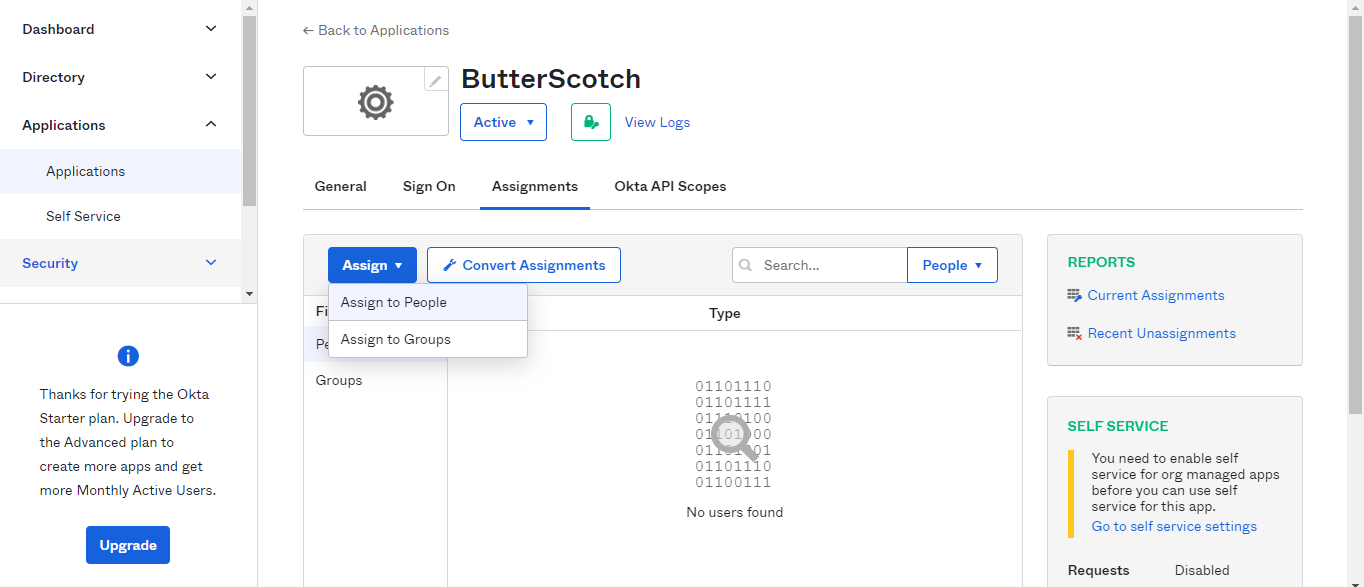 Dashboard
Directory
Applications
Applications
Self Service
Security
Thanks for trying the Okta
Starter plan. Upgrade to
the Advanced plan to
create more apps and get
more Monthly Active Users.
Upgrade
← Back to Applications
ButterScotch
Active
View Logs
General Sign On Assignments Okta API Scopes
Assign Convert Assignments Search... People
Assign to People
Assign to Groups
Fi
Pe
Groups
Type
01101110
01101111
01110100
01101000
01101001
01101110
01100111
No users found
REPORTS
Current Assignments
Recent Unassignments
SELF SERVICE
You need to enable self
service for org managed apps
before you can use self
service for this app.
Go to self service settings
Requests Disabled